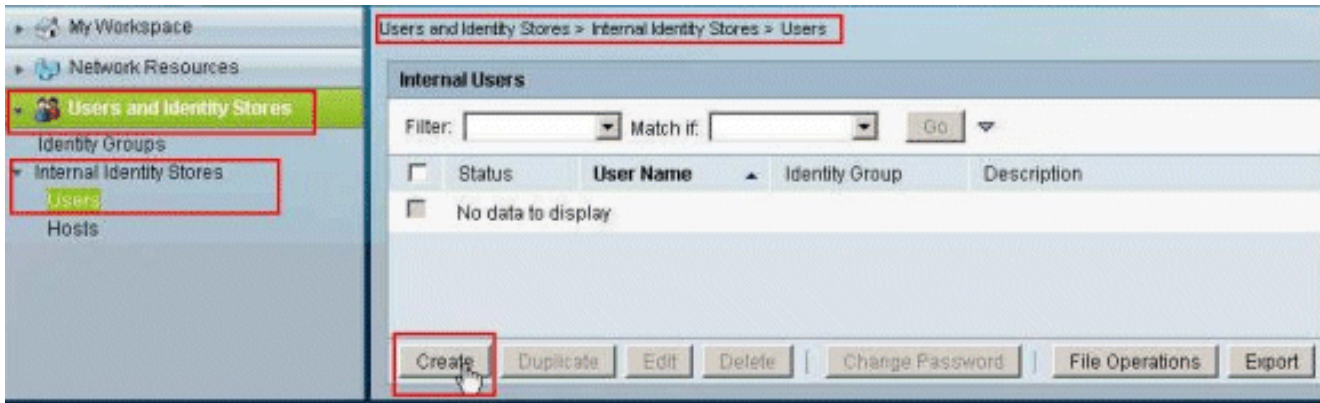 My Workspace
Network Resources
Users and Identity Stores
Identity Groups
Internal Identity Stores
Users
Hosts
Users and Identity Stores > Internal Identity Stores > Users
Internal Users
Filter: Match if: Go
Status User Name Identity Group Description
No data to display
Create Duplicate Edit Delete | Change Password | File Operations Export